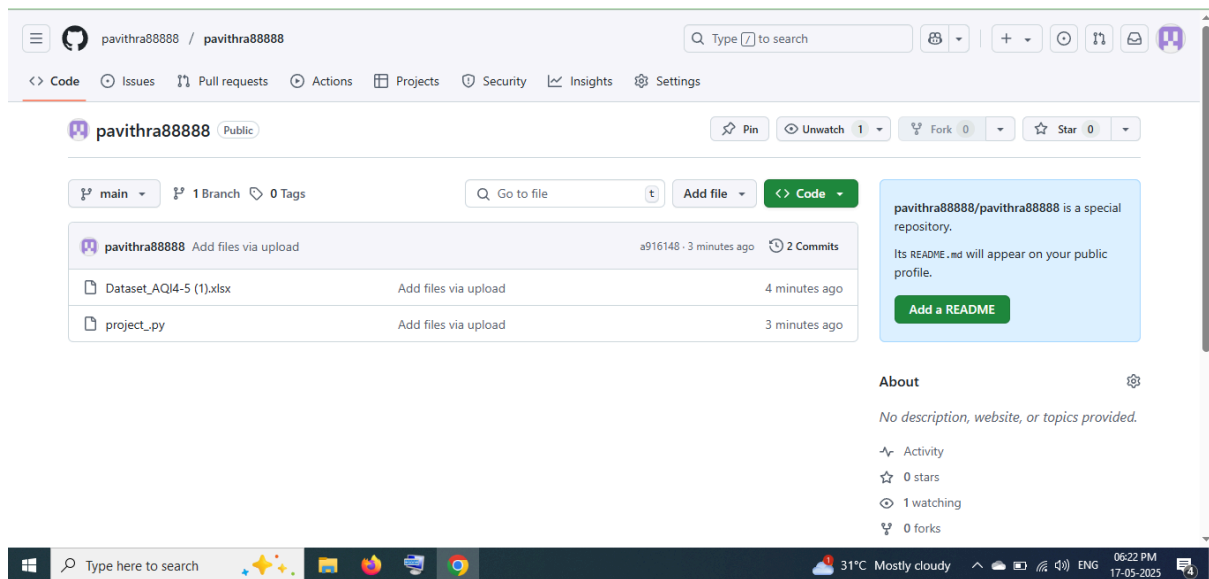 pavithra88888 / pavithra88888
Type / to search
Code Issues Pull requests Actions Projects Security Insights Settings
pavithra88888 Public
Pin Unwatch 1 Fork 0 Star 0
main 1 Branch 0 Tags Go to file t Add file Code
pavithra88888 Add files via upload a916148 · 3 minutes ago 2 Commits
Dataset_AQI4-5 (1).xlsx Add files via upload 4 minutes ago
project_.py Add files via upload 3 minutes ago
pavithra88888/pavithra88888 is a special
repository.
Its README.md will appear on your public
profile.
Add a README
About
No description, website, or topics provided.
Activity
0 stars
1 watching
0 forks
Type here to search 31°C Mostly cloudy ENG 06:22 PM
17-05-2025 4